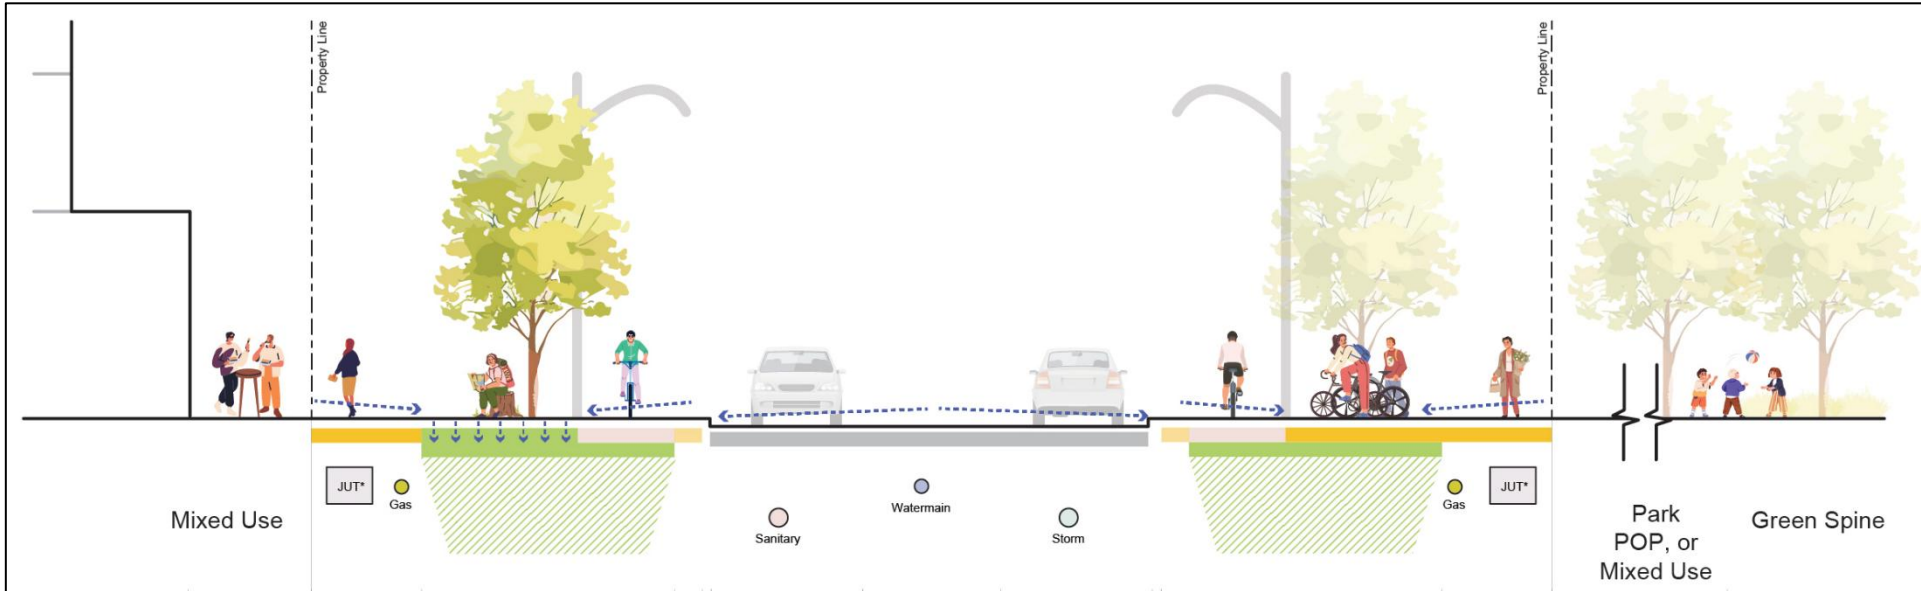 Property Line
Property Line
JUT*
Gas
Sanitary
Watermain
Storm
Gas
JUT*
Mixed Use
Park
POP, or
Mixed Use
Green Spine